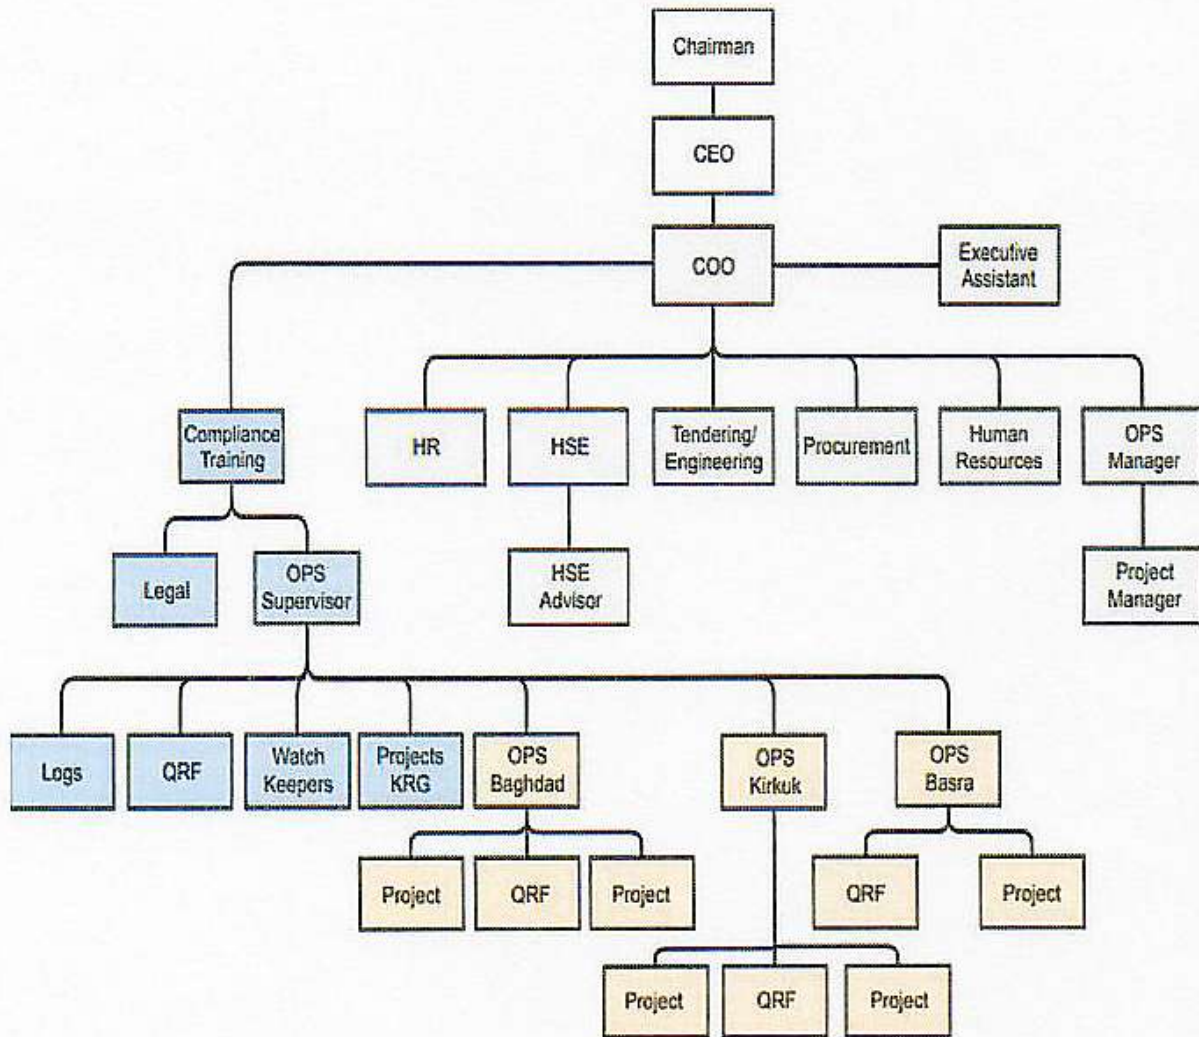 Chairman
CEO
COO
Executive
Assistant
Compliance
Training
HR
HSE
Tendering/
Engineering
Procurement
Human
Resources
OPS
Manager
Legal
OPS
Supervisor
HSE
Advisor
Project
Manager
Logs
QRF
Watch
Keepers
Projects
KRG
OPS
Baghdad
OPS
Kirkuk
OPS
Basra
Project
QRF
Project
QRF
Project
Project
QRF
Project